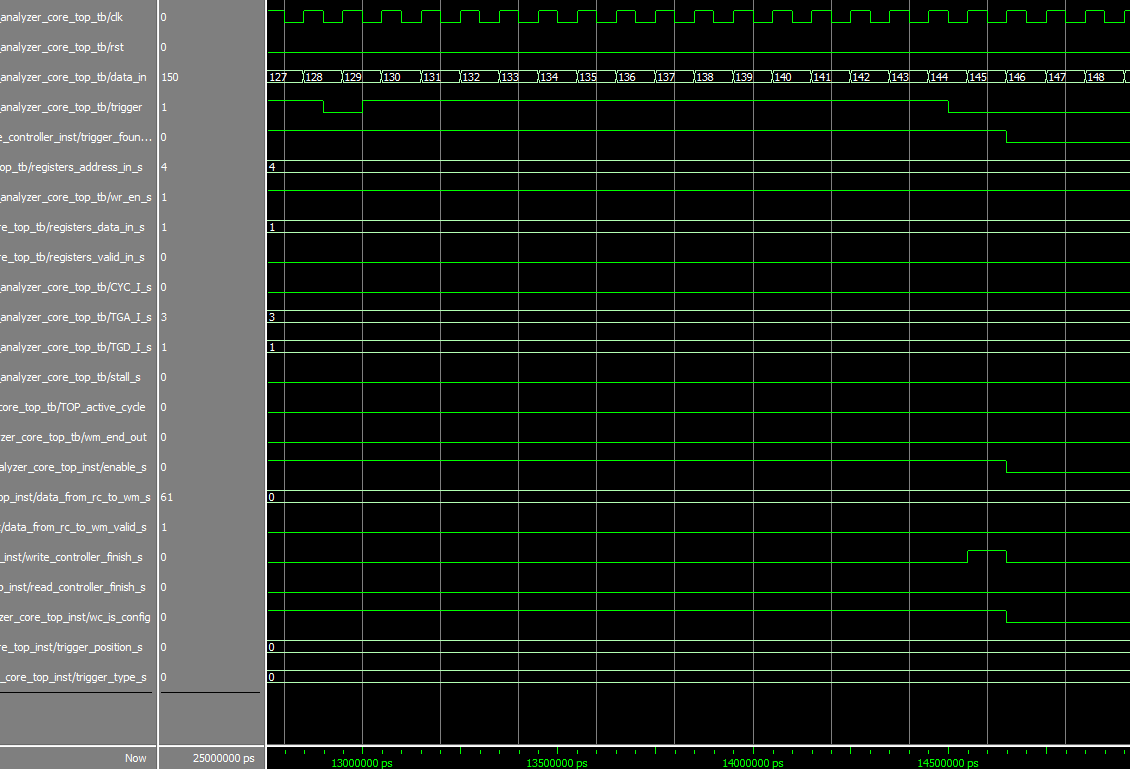 analyzer_core_top_tb/clk 0
analyzer_core_top_tb/rst 0
analyzer_core_top_tb/data_in 150 127 128 129 130 131 132 133 134 135 136 137 138 139 140 141 142 143 144 145 146 147 148
analyzer_core_top_tb/trigger 1
e_controller_inst/trigger_foun... 0
op_tb/registers_address_in_s 4 4
analyzer_core_top_tb/wr_en_s 1
re_top_tb/registers_data_in_s 1 1
re_top_tb/registers_valid_in_s 0
analyzer_core_top_tb/CYC_I_s 0
analyzer_core_top_tb/TGA_I_s 3 3
analyzer_core_top_tb/TGD_I_s 1 1
analyzer_core_top_tb/stall_s 0
core_top_tb/TOP_active_cycle 0
zer_core_top_tb/wm_end_out 0
alyzer_core_top_inst/enable_s 0
op_inst/data_from_rc_to_wm_s 61 0
/data_from_rc_to_wm_valid_s 1
_inst/write_controller_finish_s 0
p_inst/read_controller_finish_s 0
zer_core_top_inst/wc_is_config 0
re_top_inst/trigger_position_s 0 0
_core_top_inst/trigger_type_s 0 0
Now 25000000 ps 13000000 ps 13500000 ps 14000000 ps 14500000 ps